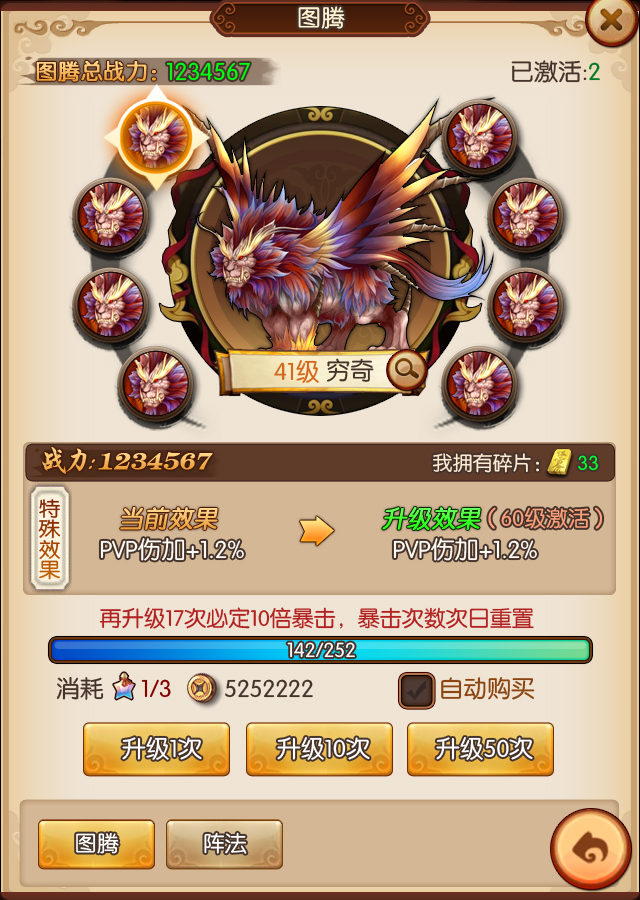 图腾
图腾总战力：1234567
已激活:2
41级 穷奇
战力:1234567
我拥有碎片：33
特殊效果
当前效果
PVP伤加+1.2%
升级效果（60级激活）
PVP伤加+1.2%
再升级17次必定10倍暴击，暴击次数次日重置
142/252
消耗 1/3 5252222
自动购买
升级1次
升级10次
升级50次
图腾
阵法